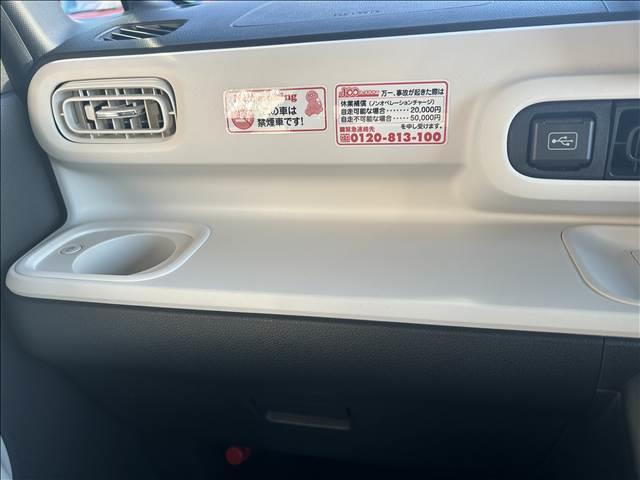 の車は
禁煙車です!
万一、事故が起きた際は
休業補償(ノンオペレーションチャージ)
自走可能な場合……20,000円
自走不可能な場合……50,000円
を申し受けます。
緊急連絡先
0120-813-100